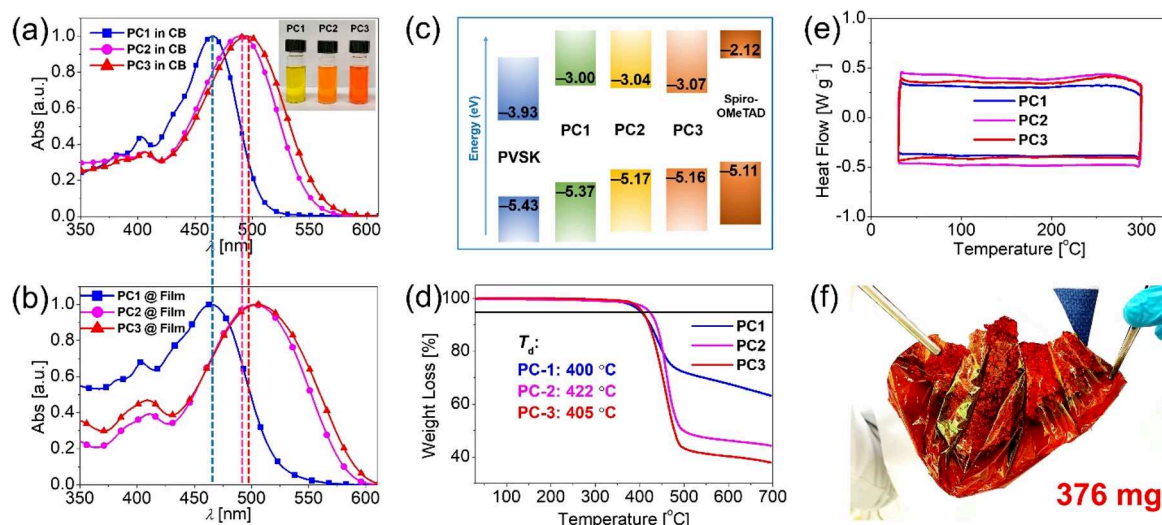 (a)
PC1 in CB
PC2 in CB
PC3 in CB
PC1 PC2 PC3
Abs [a.u.]
1.0
0.8
0.6
0.4
0.2
0.0
350 400 450 500 550 600
λ [nm]
(b)
PC1 @ Film
PC2 @ Film
PC3 @ Film
Abs [a.u.]
1.0
0.8
0.6
0.4
0.2
0.0
350 400 450 500 550 600
λ [nm]
(c)
Energy (eV)
–3.93
–3.00
–3.04
–3.07
–2.12
PVSK
PC1
PC2
PC3
Spiro-
OMeTAD
–5.43
–5.37
–5.17
–5.16
–5.11
(d)
Weight Loss [%]
100
80
60
40
PC1
PC2
PC3
Td:
PC-1: 400 °C
PC-2: 422 °C
PC-3: 405 °C
100 200 300 400 500 600 700
Temperature [°C]
(e)
Heat Flow [W g⁻¹]
1.0
0.5
0.0
-0.5
-1.0
PC1
PC2
PC3
0 100 200 300
Temperature [°C]
(f)
376 mg